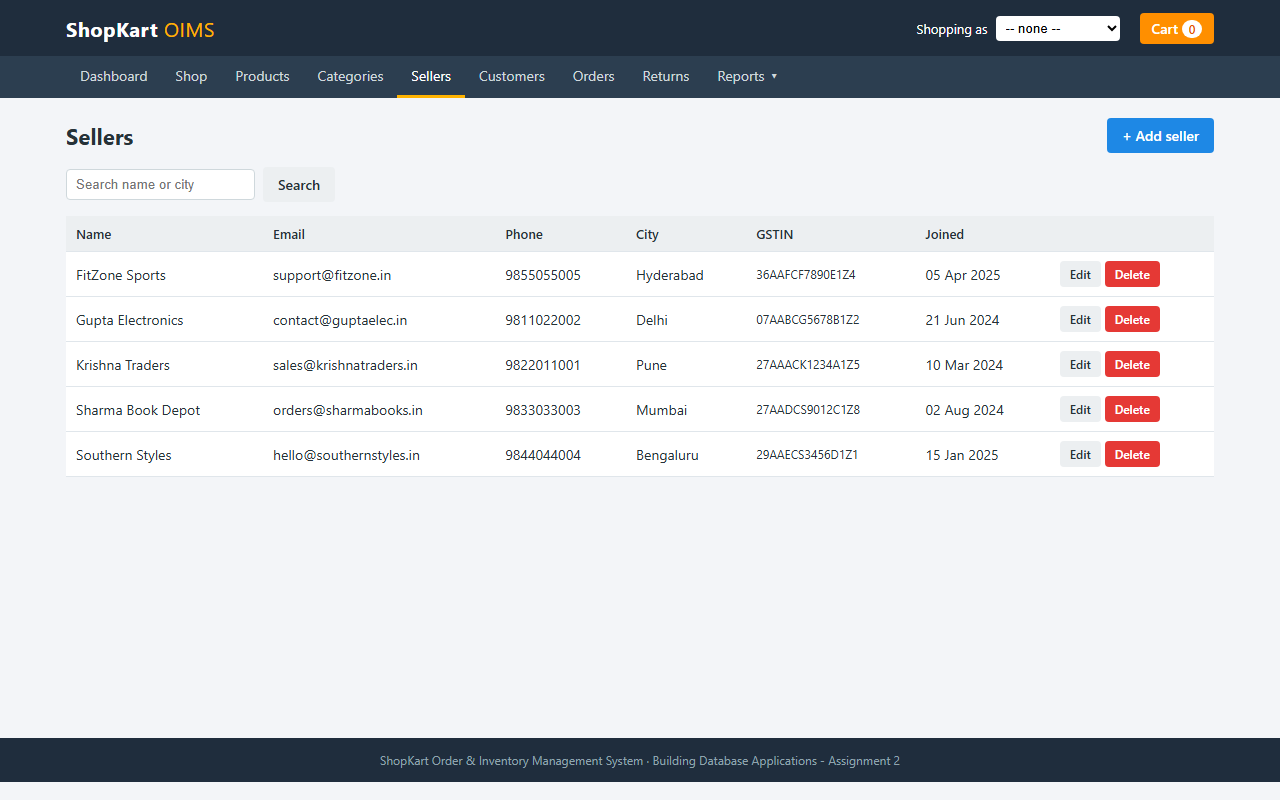 ShopKart OIMS
Shopping as -- none -- Cart 0
Dashboard Shop Products Categories Sellers Customers Orders Returns Reports ▾
Sellers
+ Add seller
Search name or city Search
Name Email Phone City GSTIN Joined
FitZone Sports support@fitzone.in 9855055005 Hyderabad 36AAFCF7890E1Z4 05 Apr 2025 Edit Delete
Gupta Electronics contact@guptaelec.in 9811022002 Delhi 07AABCG5678B1Z2 21 Jun 2024 Edit Delete
Krishna Traders sales@krishnatraders.in 9822011001 Pune 27AAACK1234A1Z5 10 Mar 2024 Edit Delete
Sharma Book Depot orders@sharmabooks.in 9833033003 Mumbai 27AADCS9012C1Z8 02 Aug 2024 Edit Delete
Southern Styles hello@southernstyles.in 9844044004 Bengaluru 29AAECS3456D1Z1 15 Jan 2025 Edit Delete
ShopKart Order & Inventory Management System · Building Database Applications - Assignment 2